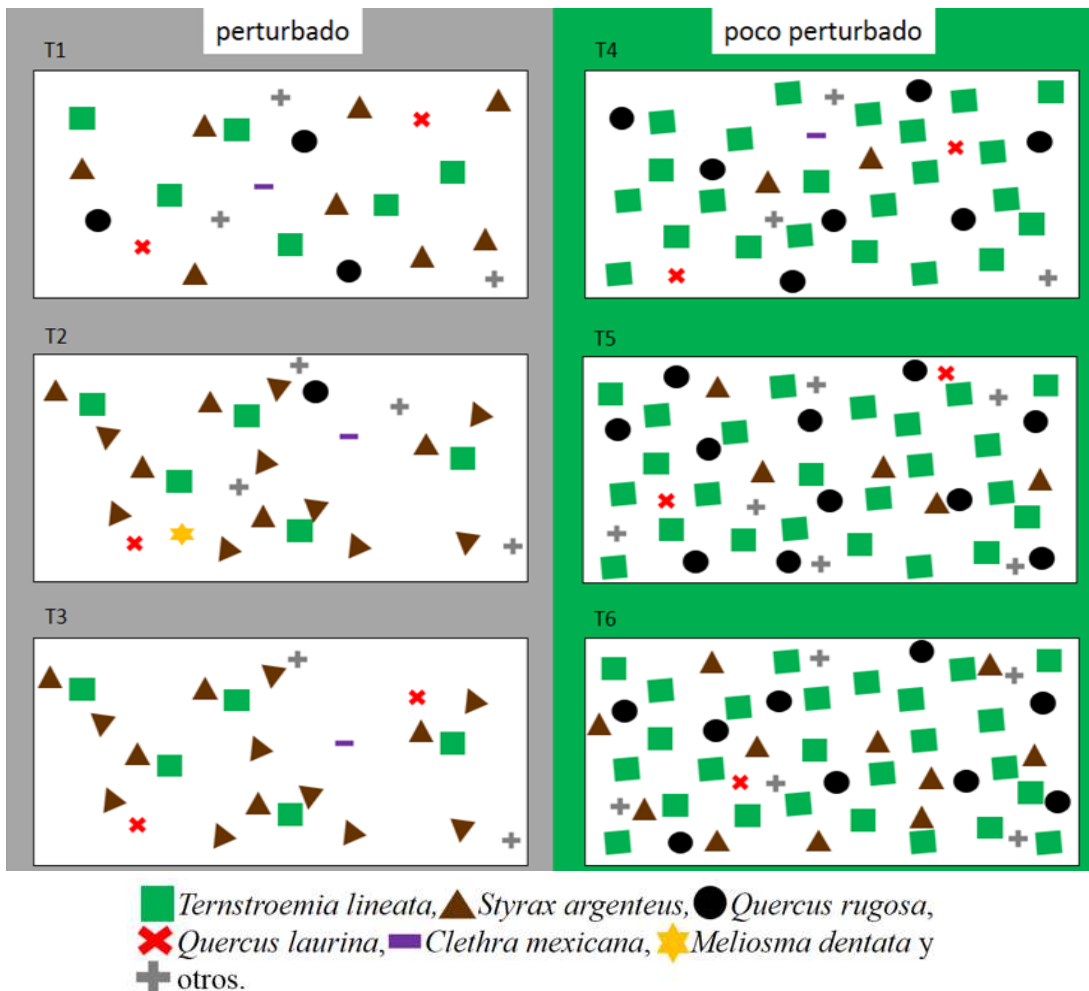 perturbado
poco perturbado
T1
T4
T2
T5
T3
T6
Ternstroemia lineata, Styrax argenteus, Quercus rugosa,
Quercus laurina, Clethra mexicana, Meliosma dentata y
otros.